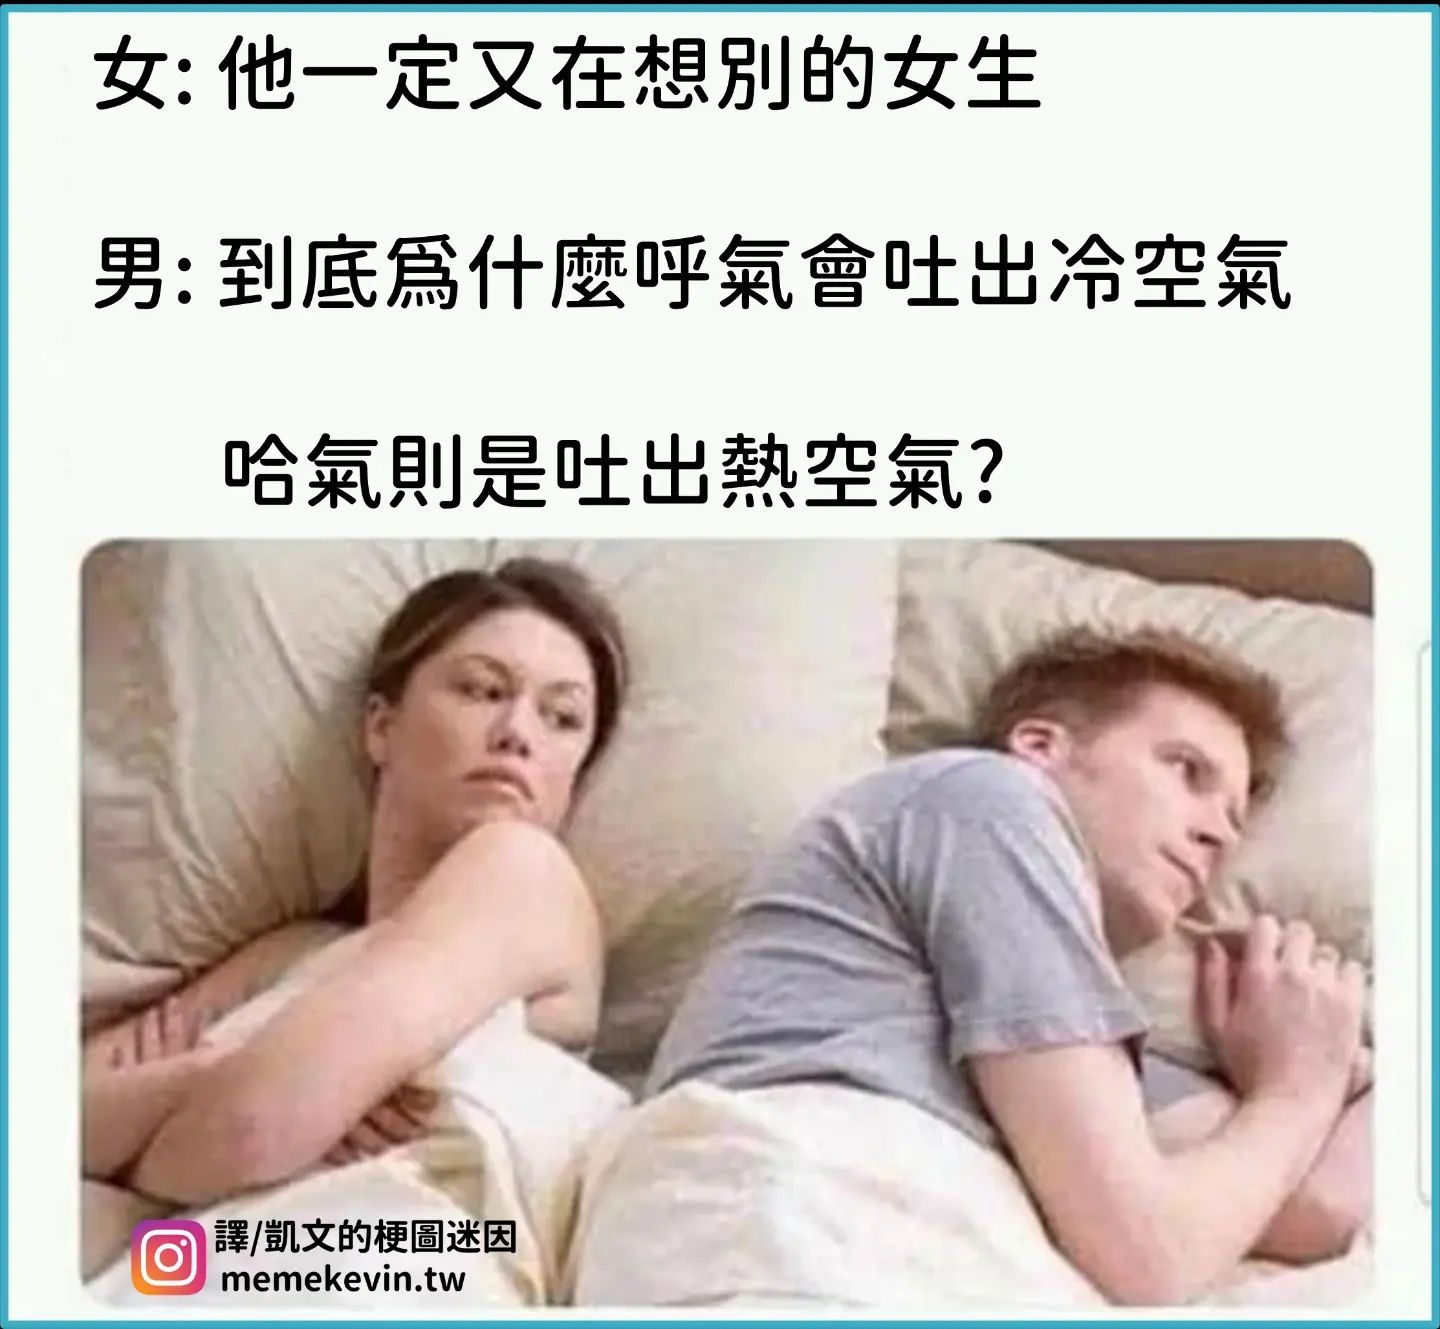 女: 他一定又在想別的女生
男: 到底爲什麼呼氣會吐出冷空氣
哈氣則是吐出熱空氣?
譯/凱文的梗圖迷因
memekevin.tw